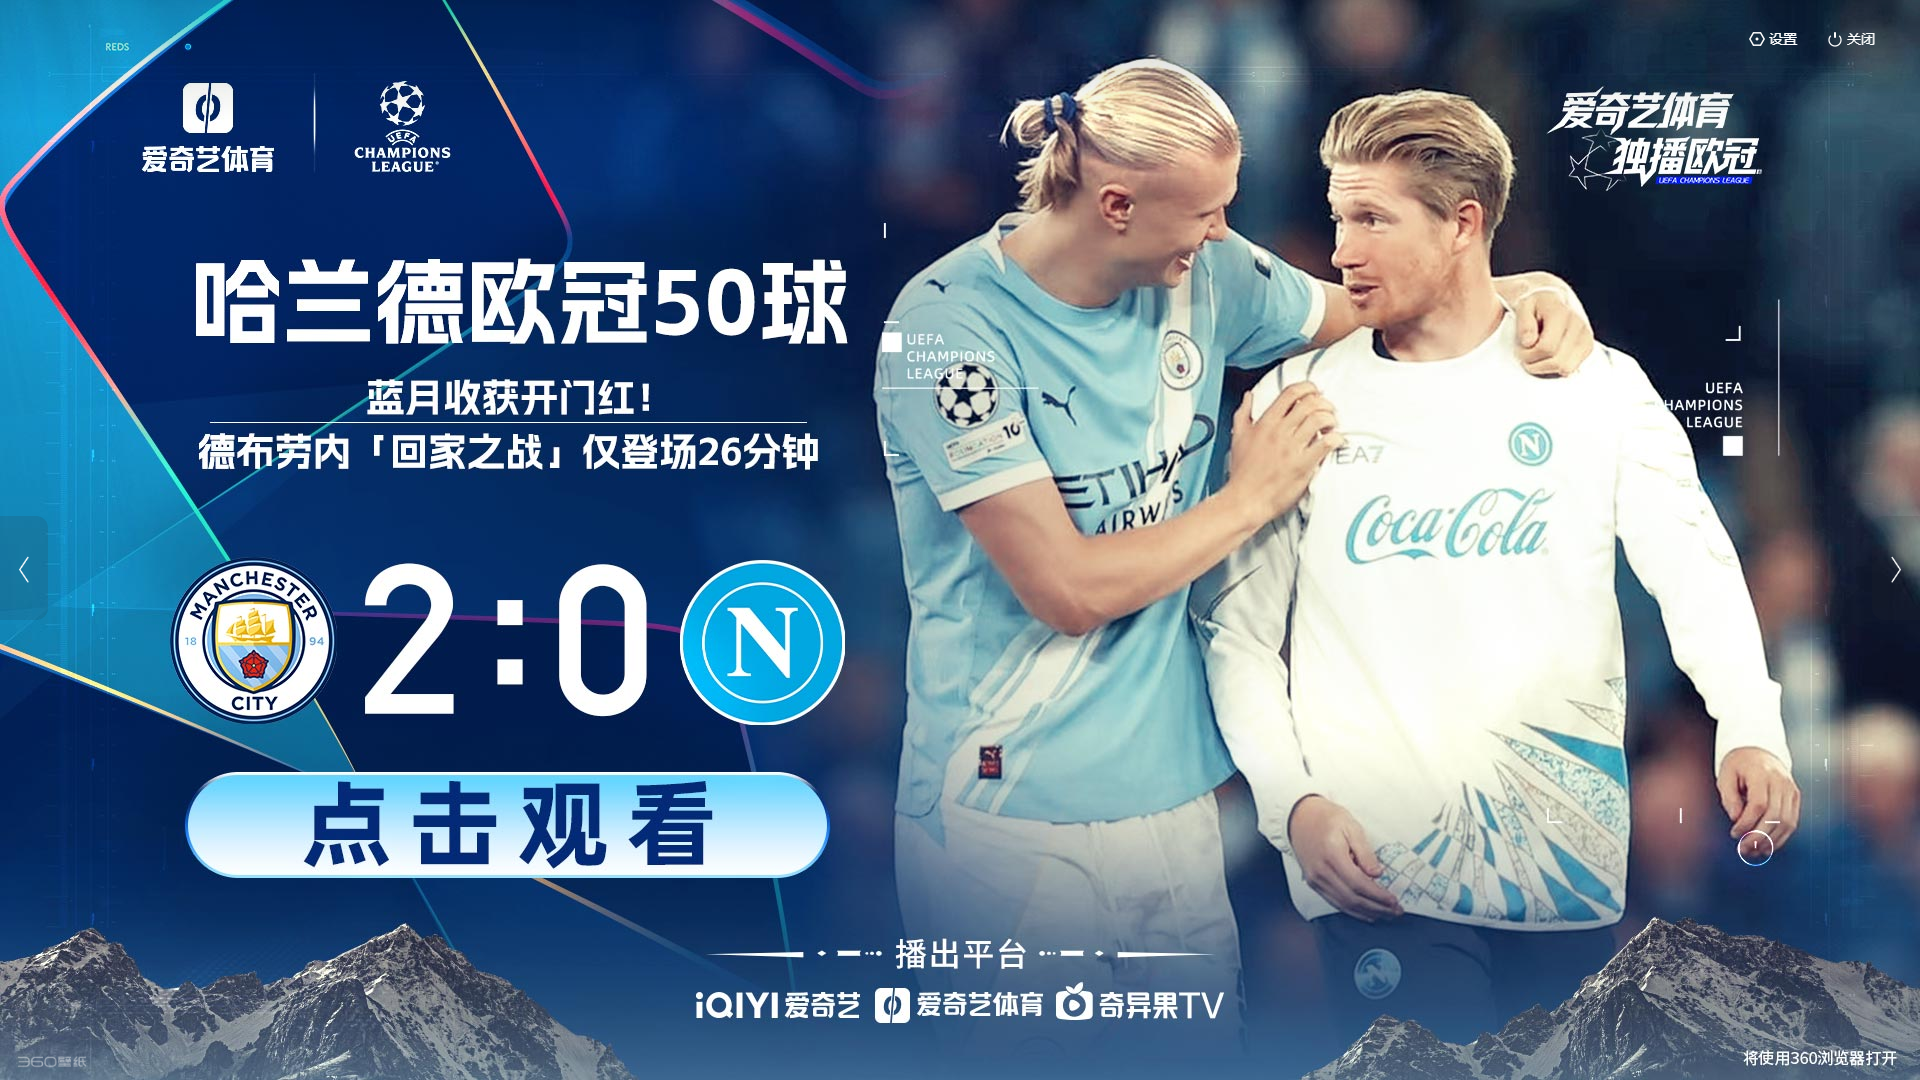 REDS
设置
关闭
爱奇艺体育
UEFA
CHAMPIONS
LEAGUE
爱奇艺体育
独播欧冠
UEFA CHAMPIONS LEAGUE
哈兰德欧冠50球
蓝月收获开门红！
德布劳内「回家之战」仅登场26分钟
UEFA
CHAMPIONS
LEAGUE
UEFA
HAMPIONS
LEAGUE
10
FOUNDATION
ETIHAD
AIRWAYS
EA7
N
Coca-Cola
MANCHESTER
18 94
CITY
2:0
N
点击观看
播出平台
iQIYI爱奇艺
爱奇艺体育
奇异果TV
N
360壁纸
将使用360浏览器打开